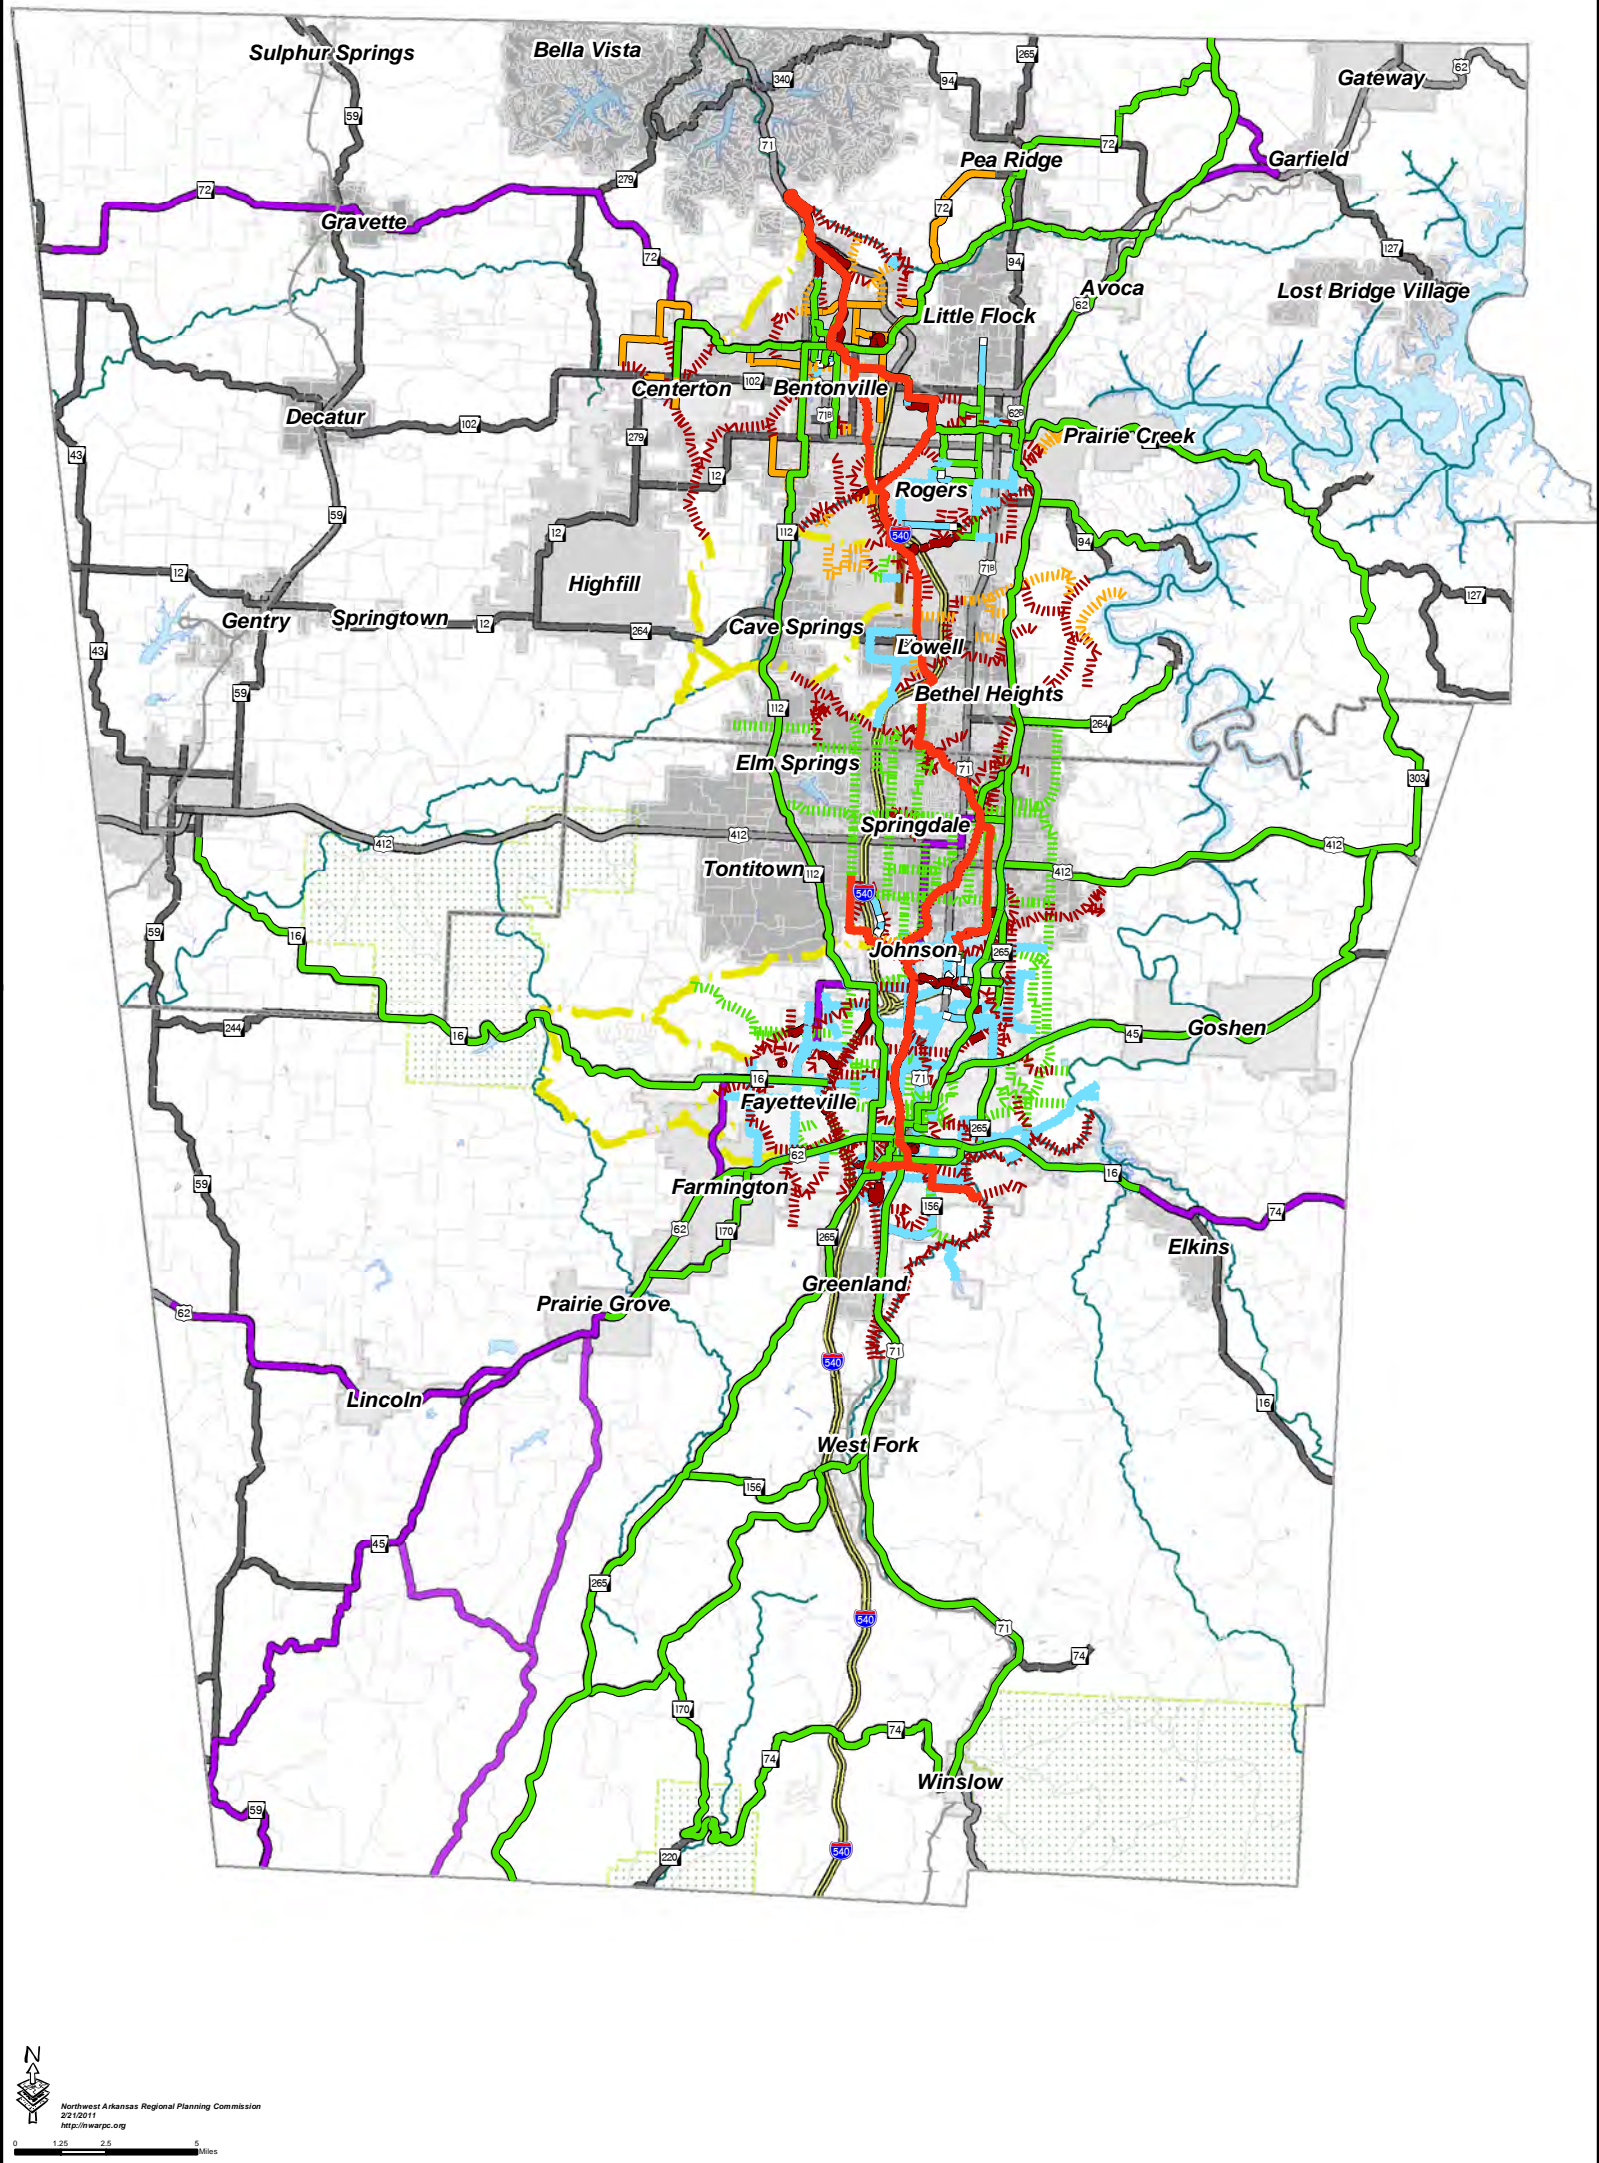 Sulphur Springs
Bella Vista
265
Gateway
62
340
94
59
71
72
Pea Ridge
Garfield
279
72
Gravette
72
127
72
94
Avoca
Lost Bridge Village
62
Little Flock
Centerton
102
Bentonville
Decatur
71B
62B
102
279
Prairie Creek
43
12
Rogers
59
112
12
540
94
71B
12
Highfill
127
Gentry
Springtown
12
264
Cave Springs
Lowell
43
59
Bethel Heights
112
264
Elm Springs
71
303
Springdale
412
412
412
Tontitown
112
412
540
59
16
Johnson
265
244
16
45
Goshen
16
71
Fayetteville
265
62
16
59
Farmington
156
74
62
170
265
Elkins
Greenland
Prairie Grove
62
71
540
Lincoln
16
West Fork
156
45
265
540
71
74
170
74
74
Winslow
59
540
220
N
Northwest Arkansas Regional Planning Commission
2/21/2011
http://nwarpc.org
0 1.25 2.5 5
Miles